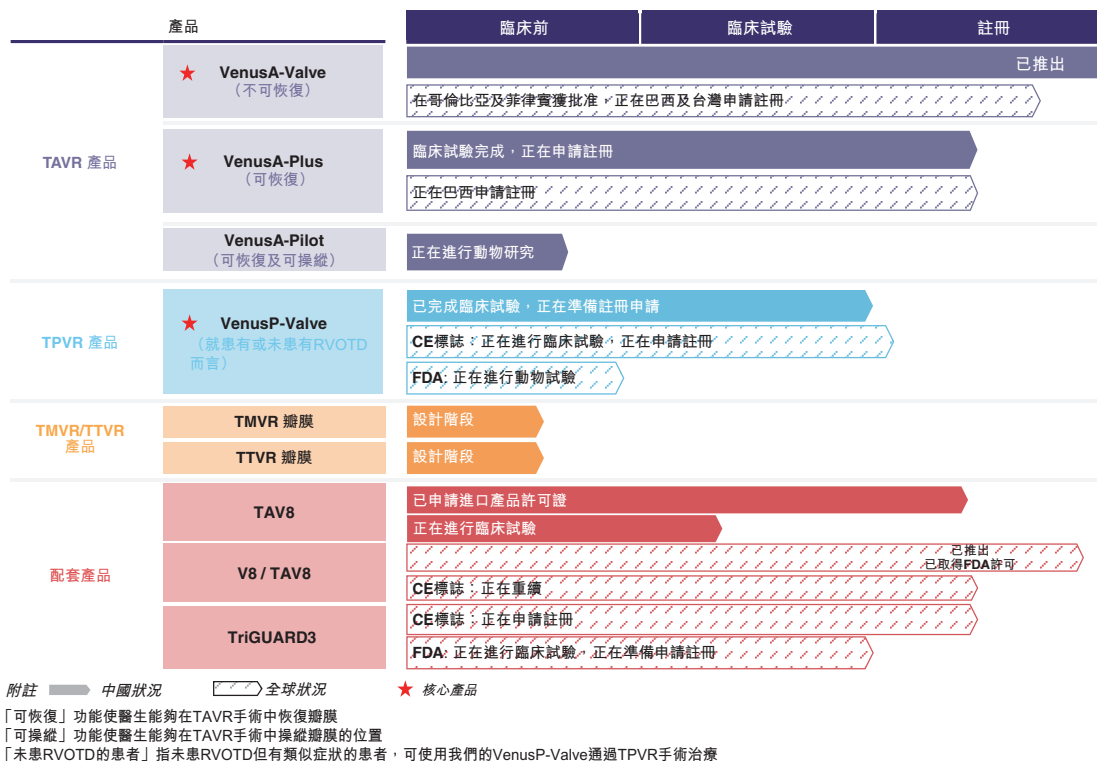 產品
臨床前
臨床試驗
註冊
TAVR 產品
VenusA-Valve
（不可恢復）
已推出
在哥倫比亞及菲律賓獲批准，正在巴西及台灣申請註冊
VenusA-Plus
（可恢復）
臨床試驗完成，正在申請註冊
正在巴西申請註冊
VenusA-Pilot
（可恢復及可操縱）
正在進行動物研究
TPVR 產品
VenusP-Valve
（就患有或未患有RVOTD
而言）
已完成臨床試驗，正在準備註冊申請
CE標誌：正在進行臨床試驗，正在申請註冊
FDA: 正在進行動物試驗
TMVR/TTVR
產品
TMVR 瓣膜
設計階段
TTVR 瓣膜
設計階段
配套產品
TAV8
已申請進口產品許可證
正在進行臨床試驗
V8 / TAV8
已推出
已取得FDA許可
CE標誌：正在重續
TriGUARD3
CE標誌：正在申請註冊
FDA: 正在進行臨床試驗，正在準備申請註冊
附註 中國狀況 全球狀況 核心產品
「可恢復」功能使醫生能夠在TAVR手術中恢復瓣膜
「可操縱」功能使醫生能夠在TAVR手術中操縱瓣膜的位置
「未患RVOTD的患者」指未患RVOTD但有類似症狀的患者，可使用我們的VenusP-Valve通過TPVR手術治療